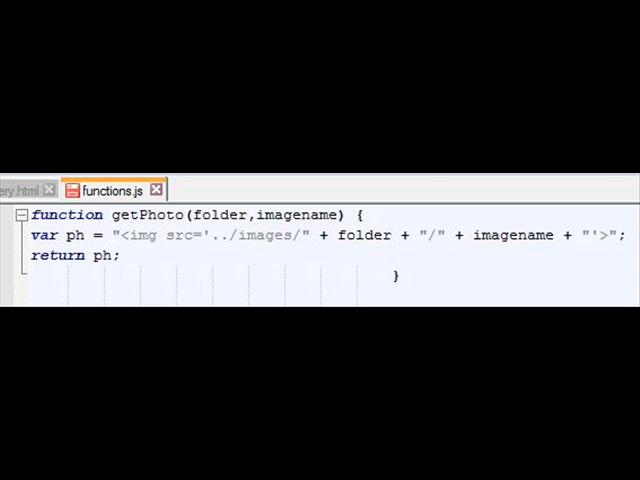 ery.html functions.js
function getPhoto(folder,imagename) {
var ph = "<img src='../images/" + folder + "/" + imagename + "'>";
return ph;
}